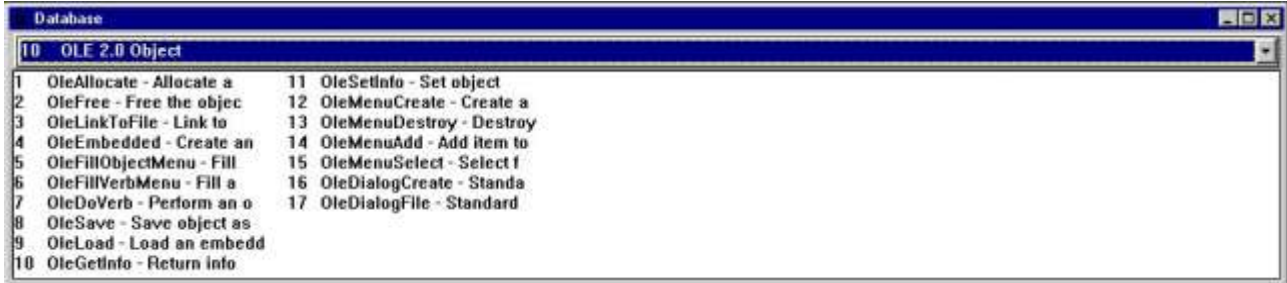 Database
10 OLE 2.0 Object
1 OleAllocate - Allocate a
2 OleFree - Free the objec
3 OleLinkToFile - Link to
4 OleEmbedded - Create an
5 OleFillObjectMenu - Fill
6 OleFillVerbMenu - Fill a
7 OleDoVerb - Perform an o
8 OleSave - Save object as
9 OleLoad - Load an embedd
10 OleGetInfo - Return info
11 OleSetInfo - Set object
12 OleMenuCreate - Create a
13 OleMenuDestroy - Destroy
14 OleMenuAdd - Add item to
15 OleMenuSelect - Select f
16 OleDialogCreate - Standa
17 OleDialogFile - Standard